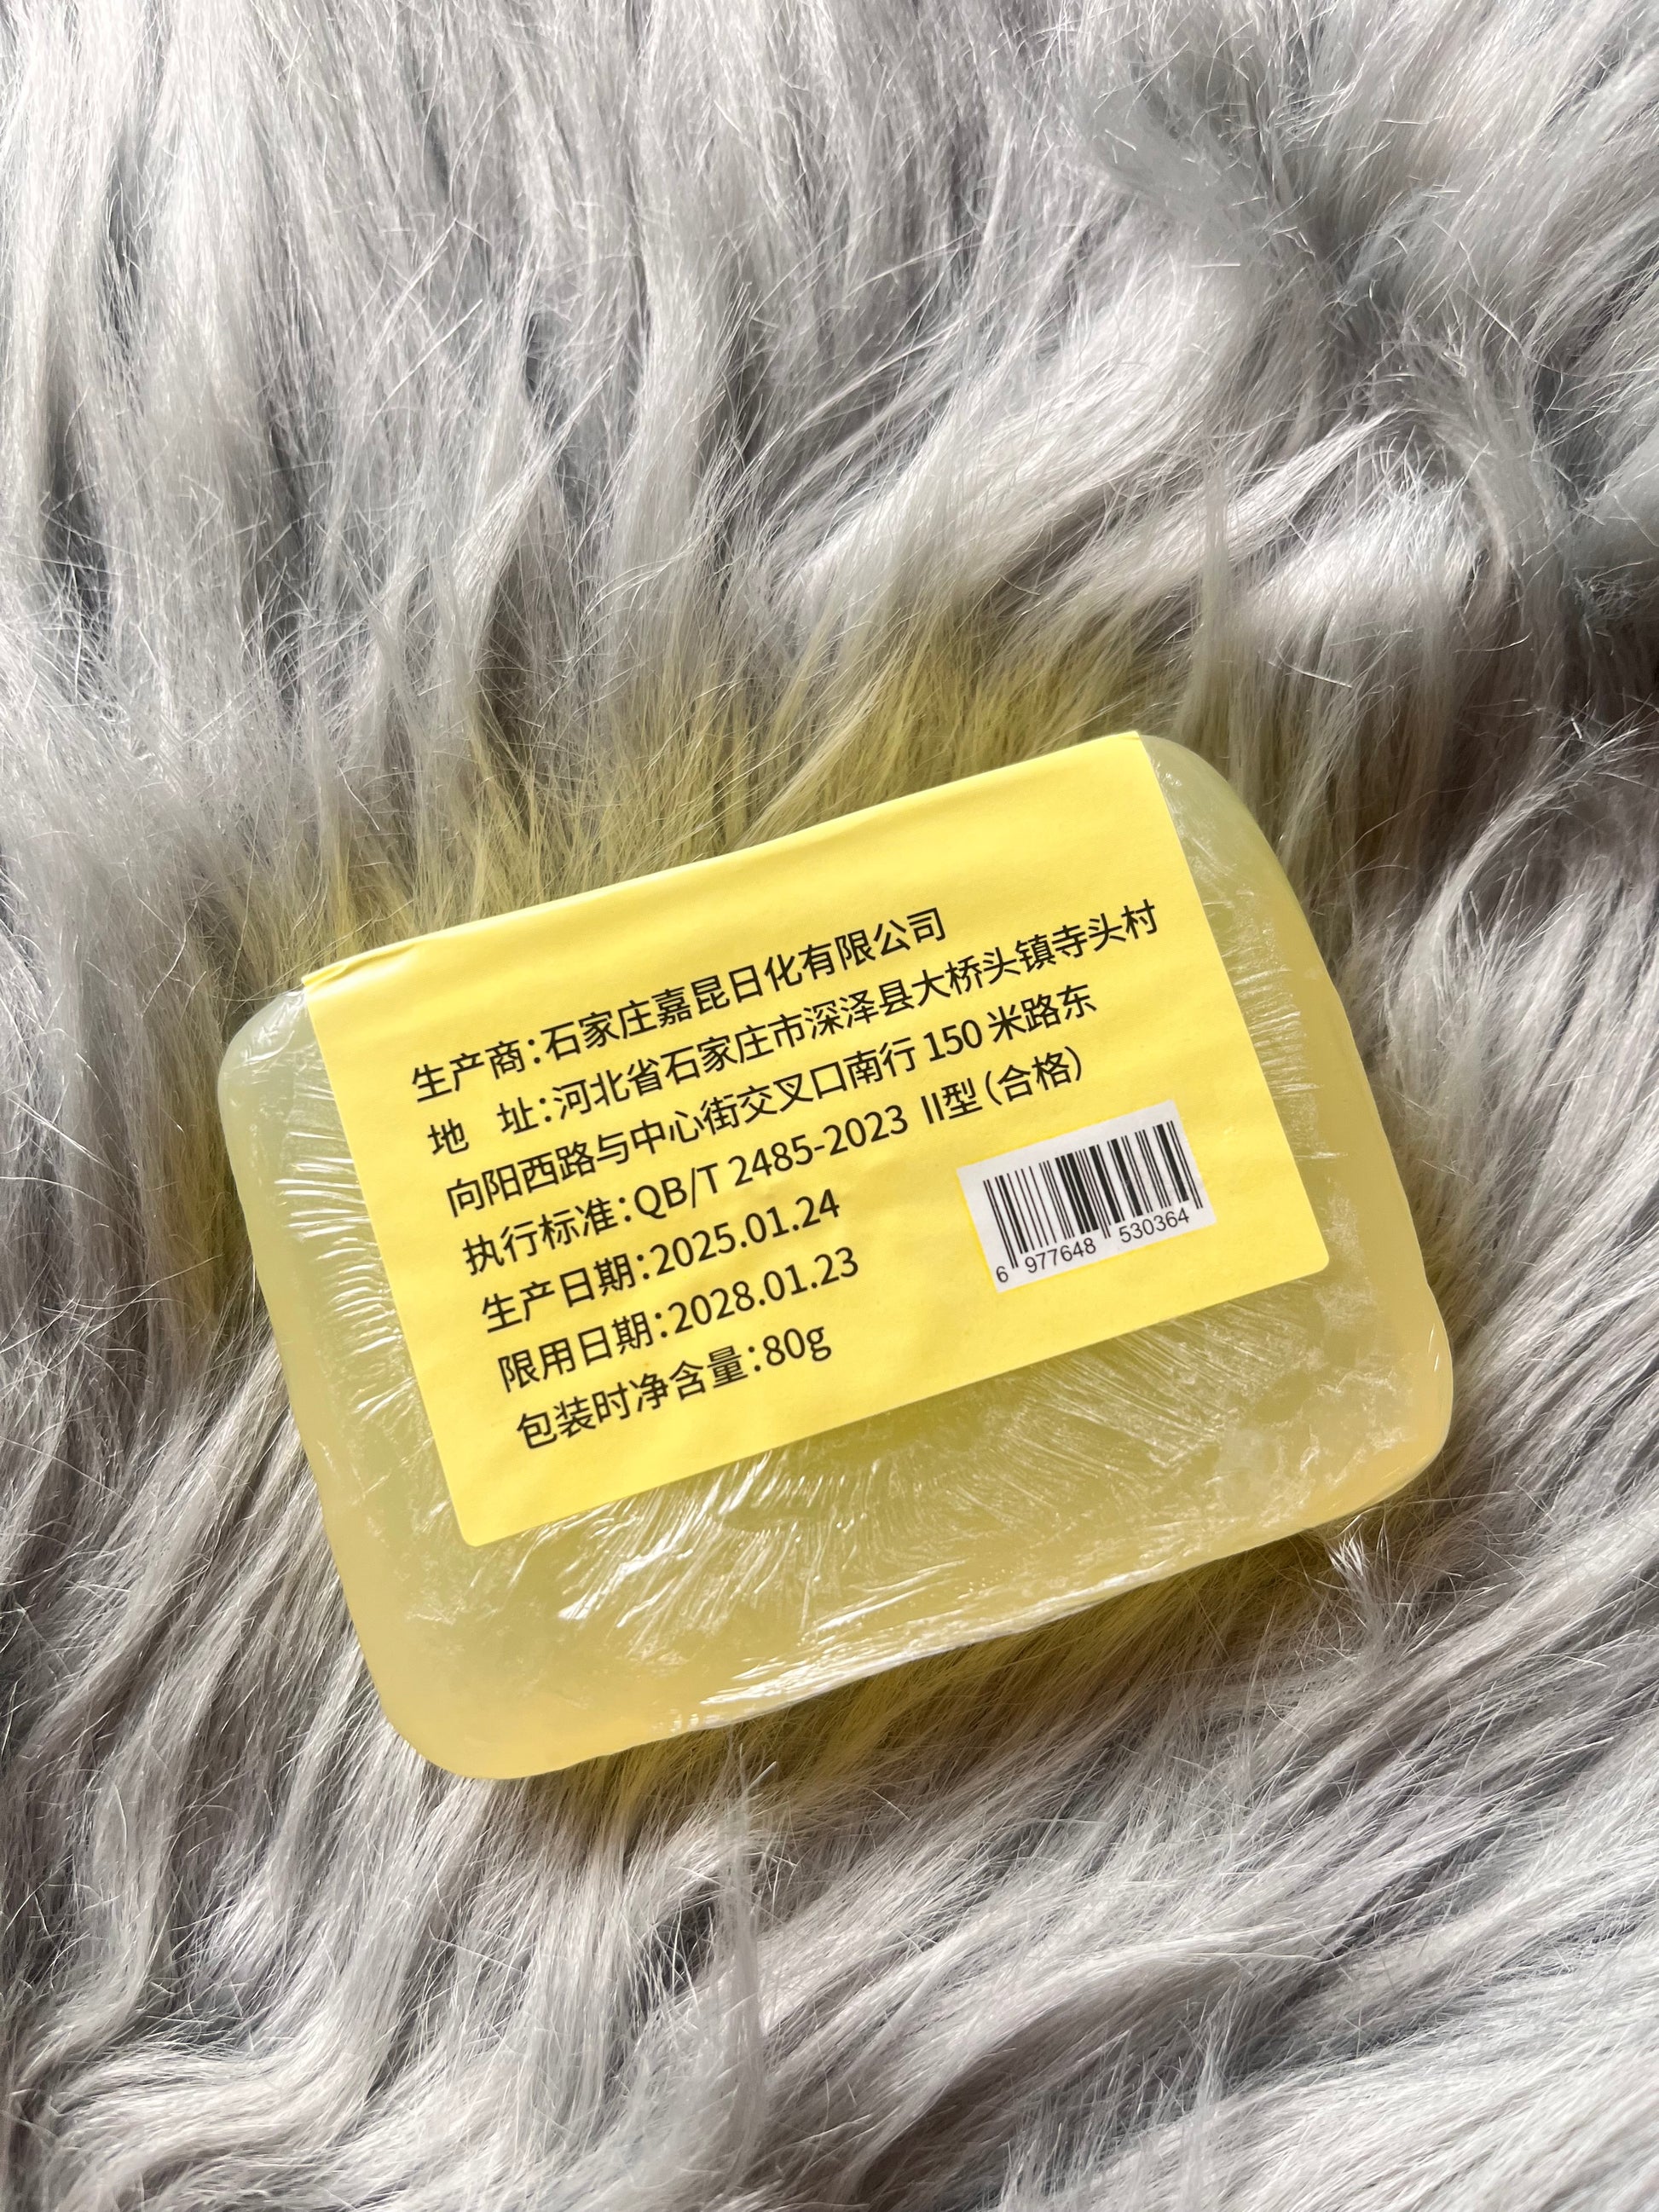 生产商:石家庄嘉昆日化有限公司
地 址:河北省石家庄市深泽县大桥头镇寺头村
向阳西路与中心街交叉口南行 150 米路东
执行标准:QB/T 2485-2023 II型(合格)
生产日期:2025.01.24
限用日期:2028.01.23
包装时净含量:80g
6 977648 530364